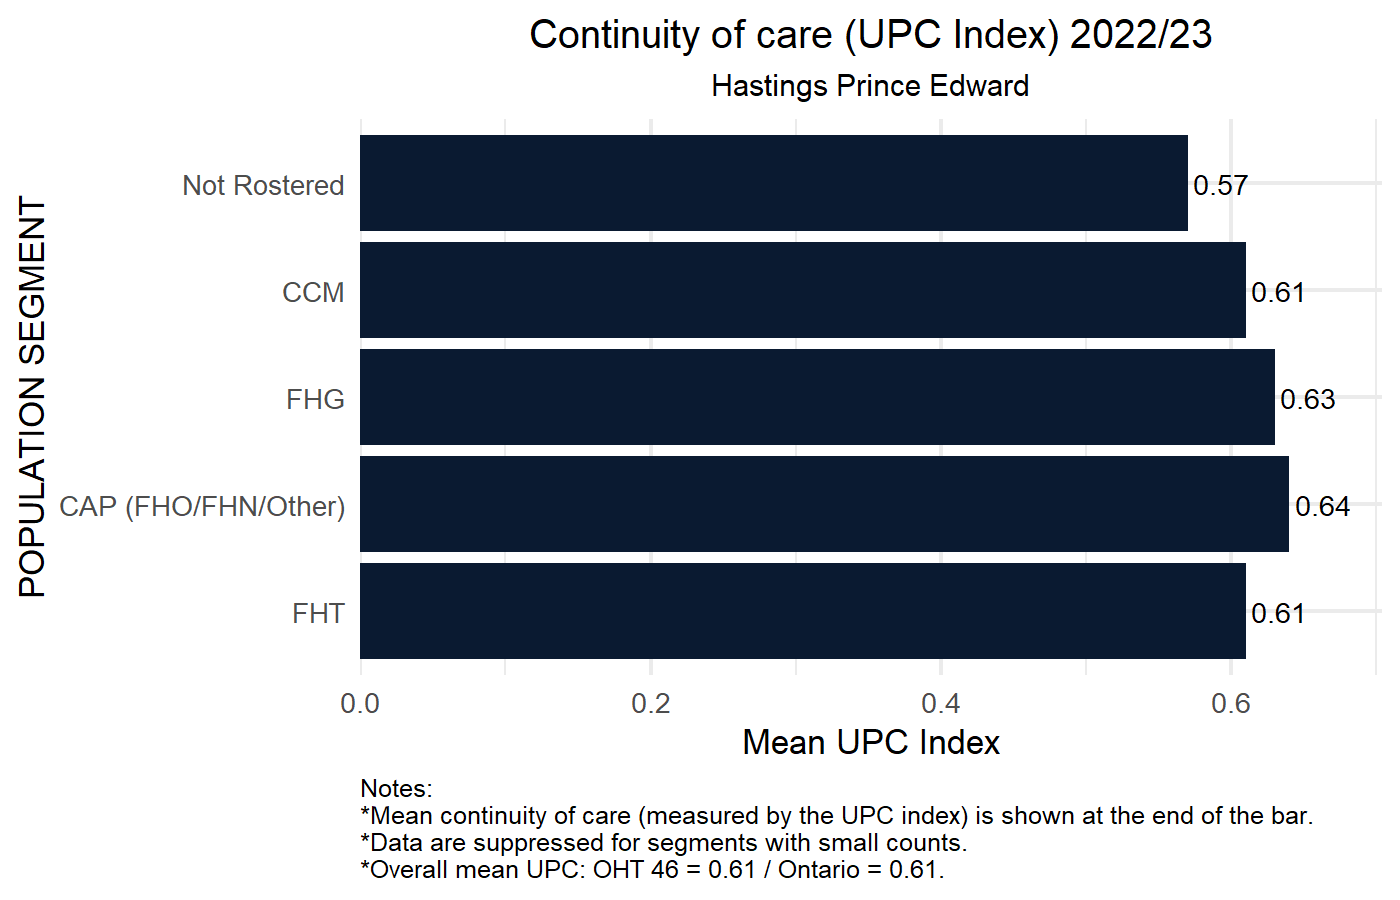 Continuity of care (UPC Index) 2022/23
Hastings Prince Edward
POPULATION SEGMENT
Not Rostered 0.57
CCM 0.61
FHG 0.63
CAP (FHO/FHN/Other) 0.64
FHT 0.61
0.0 0.2 0.4 0.6
Mean UPC Index
Notes:
*Mean continuity of care (measured by the UPC index) is shown at the end of the bar.
*Data are suppressed for segments with small counts.
*Overall mean UPC: OHT 46 = 0.61 / Ontario = 0.61.